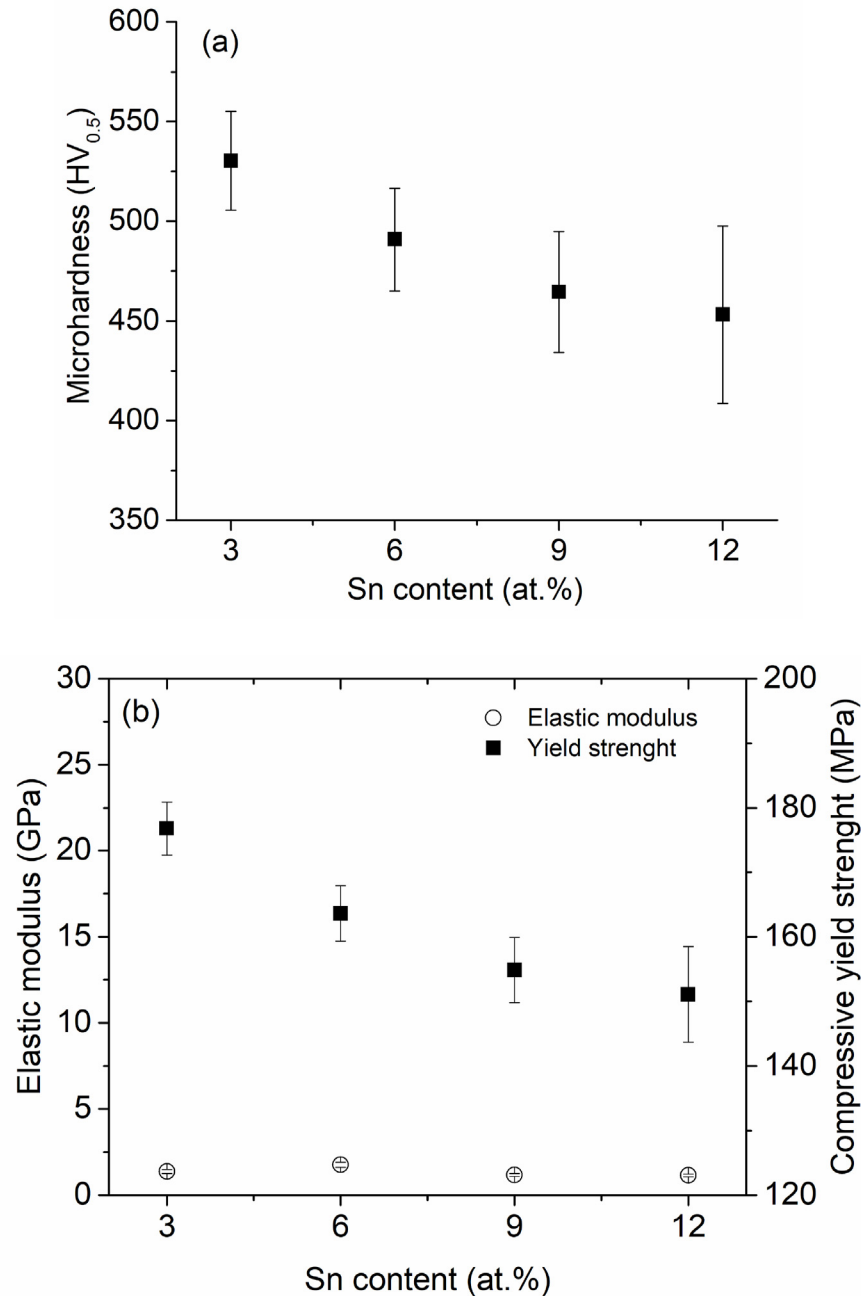 (a)
600
550
500
450
400
350
Microhardness (HV0.5)
3 6 9 12
Sn content (at.%)
(b)
Elastic modulus
Yield strenght
30
25
20
15
10
5
0
Elastic modulus (GPa)
200
180
160
140
120
Compressive yield strenght (MPa)
3 6 9 12
Sn content (at.%)